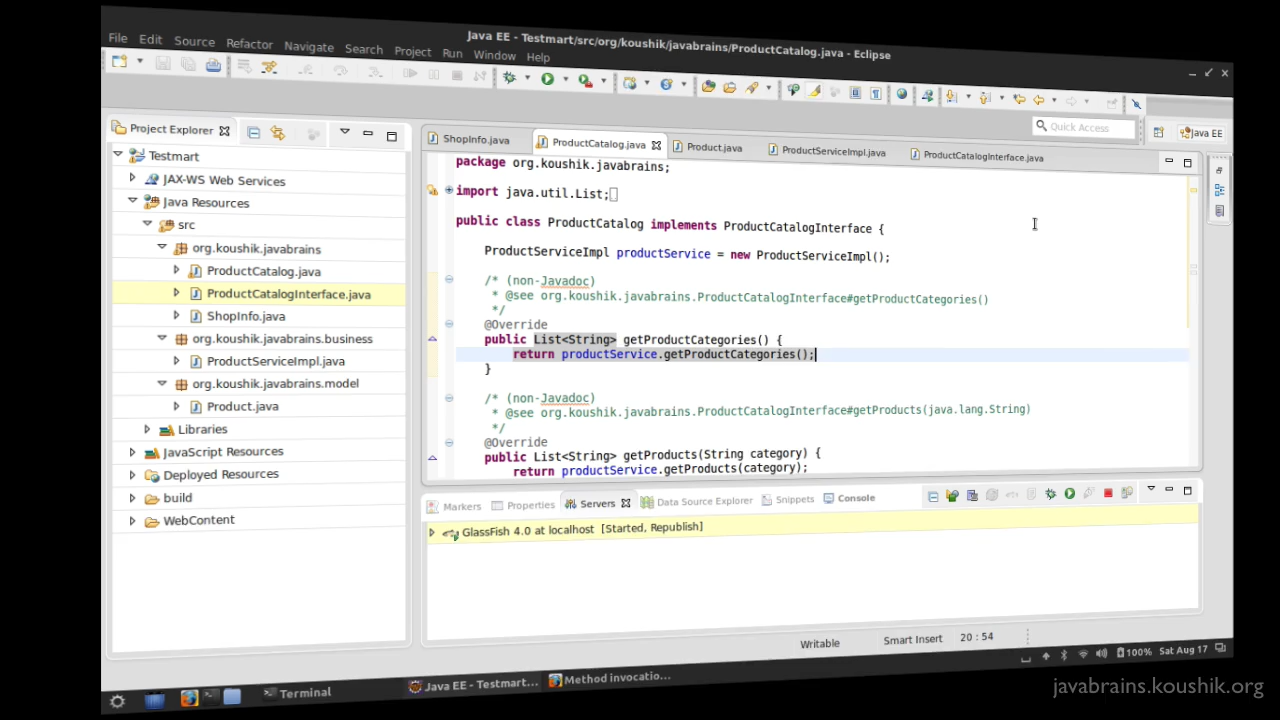 Java EE - Testmart/src/org/koushik/javabrains/ProductCatalog.java - Eclipse
File Edit Source Refactor Navigate Search Project Run Window Help
Quick Access
Java EE
Project Explorer
Testmart
JAX-WS Web Services
Java Resources
src
org.koushik.javabrains
ProductCatalog.java
ProductCatalogInterface.java
ShopInfo.java
org.koushik.javabrains.business
ProductServiceImpl.java
org.koushik.javabrains.model
Product.java
Libraries
JavaScript Resources
Deployed Resources
build
WebContent
ShopInfo.java ProductCatalog.java Product.java ProductServiceImpl.java ProductCatalogInterface.java
package org.koushik.javabrains;
import java.util.List;
public class ProductCatalog implements ProductCatalogInterface {
ProductServiceImpl productService = new ProductServiceImpl();
/* (non-Javadoc)
* @see org.koushik.javabrains.ProductCatalogInterface#getProductCategories()
*/
@Override
public List<String> getProductCategories() {
return productService.getProductCategories();
}
/* (non-Javadoc)
* @see org.koushik.javabrains.ProductCatalogInterface#getProducts(java.lang.String)
*/
@Override
public List<String> getProducts(String category) {
return productService.getProducts(category);
Markers Properties Servers Data Source Explorer Snippets Console
GlassFish 4.0 at localhost [Started, Republish]
Writable Smart Insert 20 : 54
Terminal Java EE - Testmart... Method invocatio... 100% Sat Aug 17
javabrains.koushik.org